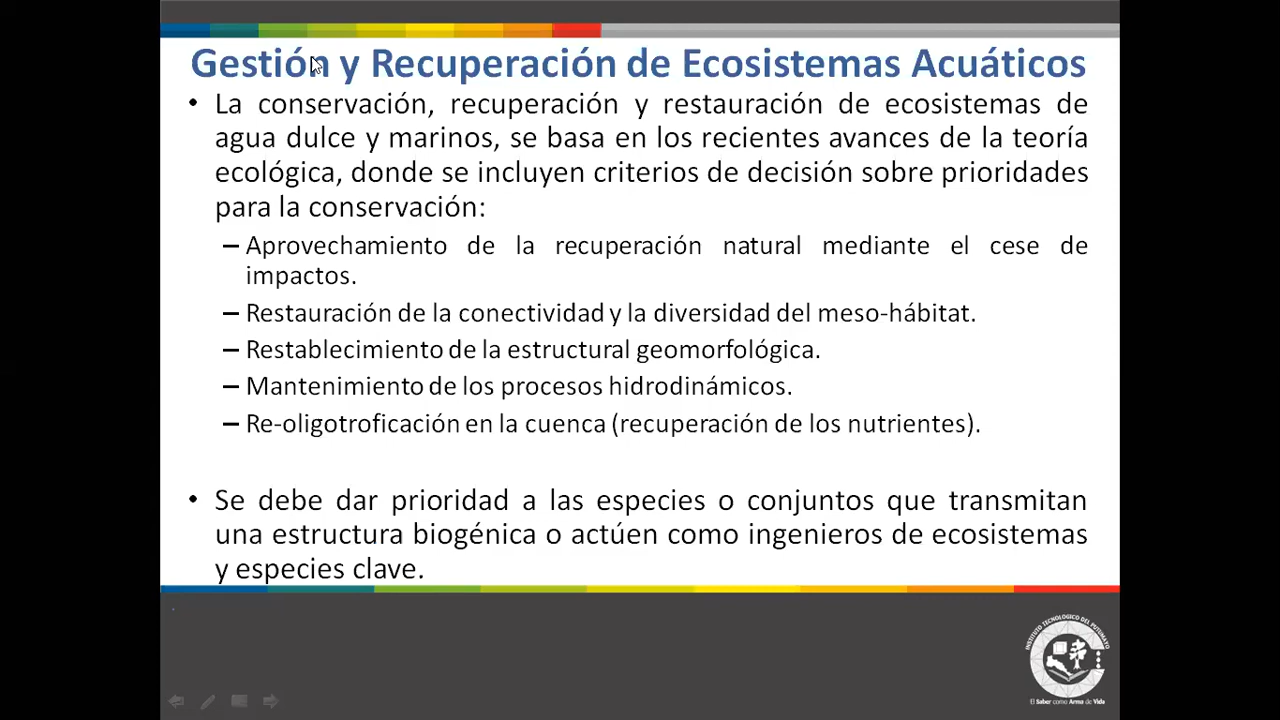 Gestión y Recuperación de Ecosistemas Acuáticos
• La conservación, recuperación y restauración de ecosistemas de
agua dulce y marinos, se basa en los recientes avances de la teoría
ecológica, donde se incluyen criterios de decisión sobre prioridades
para la conservación:
– Aprovechamiento de la recuperación natural mediante el cese de
impactos.
– Restauración de la conectividad y la diversidad del meso-hábitat.
– Restablecimiento de la estructural geomorfológica.
– Mantenimiento de los procesos hidrodinámicos.
– Re-oligotroficación en la cuenca (recuperación de los nutrientes).
• Se debe dar prioridad a las especies o conjuntos que transmitan
una estructura biogénica o actúen como ingenieros de ecosistemas
y especies clave.
INSTITUTO TECNOLOGICO DEL PUTUMAYO
El Saber como Arma de Vida